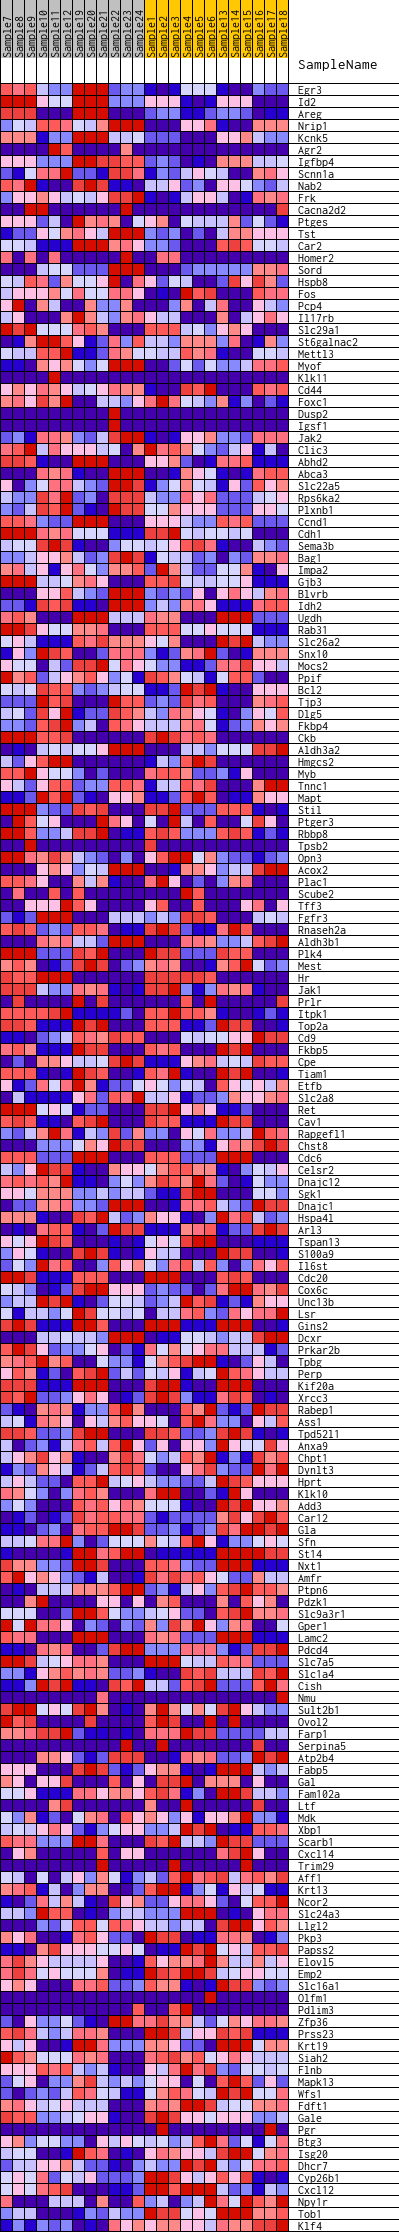 Sample7
Sample8
Sample9
Sample10
Sample11
Sample12
Sample19
Sample20
Sample21
Sample22
Sample23
Sample24
Sample1
Sample2
Sample3
Sample4
Sample5
Sample6
Sample13
Sample14
Sample15
Sample16
Sample17
Sample18
SampleName
Egr3
Id2
Areg
Nrip1
Kcnk5
Agr2
Igfbp4
Scnn1a
Nab2
Frk
Cacna2d2
Ptges
Tst
Car2
Homer2
Sord
Hspb8
Fos
Pcp4
Il17rb
Slc29a1
St6galnac2
Mettl3
Myof
Klk11
Cd44
Foxc1
Dusp2
Igsf1
Jak2
Clic3
Abhd2
Abca3
Slc22a5
Rps6ka2
Plxnb1
Ccnd1
Cdh1
Sema3b
Bag1
Impa2
Gjb3
Blvrb
Idh2
Ugdh
Rab31
Slc26a2
Snx10
Mocs2
Ppif
Bcl2
Tjp3
Dlg5
Fkbp4
Ckb
Aldh3a2
Hmgcs2
Myb
Tnnc1
Mapt
Stil
Ptger3
Rbbp8
Tpsb2
Opn3
Acox2
Plac1
Scube2
Tff3
Fgfr3
Rnaseh2a
Aldh3b1
Plk4
Mest
Hr
Jak1
Prlr
Itpk1
Top2a
Cd9
Fkbp5
Cpe
Tiam1
Etfb
Slc2a8
Ret
Cav1
Rapgefl1
Chst8
Cdc6
Celsr2
Dnajc12
Sgk1
Dnajc1
Hspa4l
Arl3
Tspan13
S100a9
Il6st
Cdc20
Cox6c
Unc13b
Lsr
Gins2
Dcxr
Prkar2b
Tpbg
Perp
Kif20a
Xrcc3
Rabep1
Ass1
Tpd52l1
Anxa9
Chpt1
Dynlt3
Hprt
Klk10
Add3
Car12
Gla
Sfn
St14
Nxt1
Amfr
Ptpn6
Pdzk1
Slc9a3r1
Gper1
Lamc2
Pdcd4
Slc7a5
Slc1a4
Cish
Nmu
Sult2b1
Ovol2
Farp1
Serpina5
Atp2b4
Fabp5
Gal
Fam102a
Ltf
Mdk
Xbp1
Scarb1
Cxcl14
Trim29
Aff1
Krt13
Ncor2
Slc24a3
Llgl2
Pkp3
Papss2
Elovl5
Emp2
Slc16a1
Olfm1
Pdlim3
Zfp36
Prss23
Krt19
Siah2
Flnb
Mapk13
Wfs1
Fdft1
Gale
Pgr
Btg3
Isg20
Dhcr7
Cyp26b1
Cxcl12
Npy1r
Tob1
Klf4